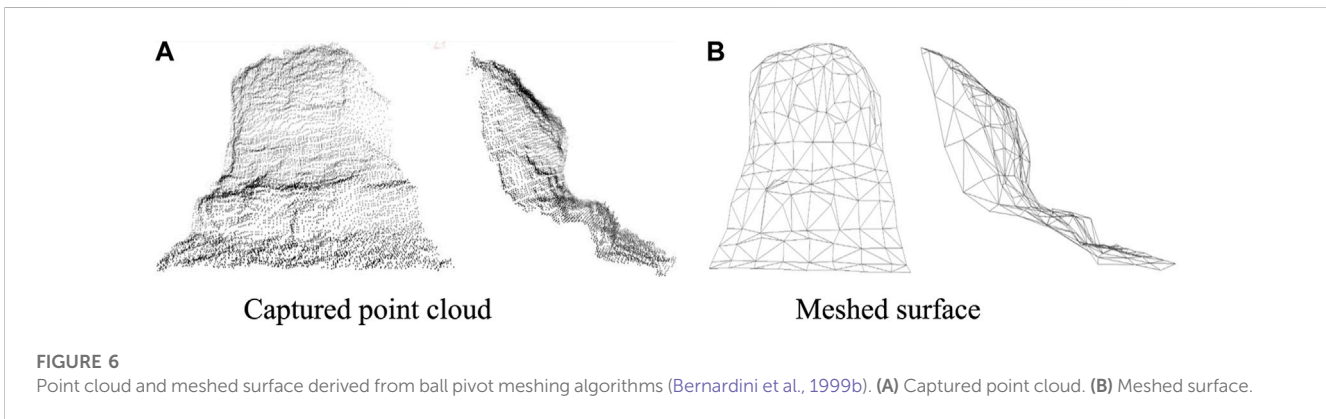 A
B
Captured point cloud
Meshed surface
FIGURE 6
Point cloud and meshed surface derived from ball pivot meshing algorithms (Bernardini et al., 1999b). (A) Captured point cloud. (B) Meshed surface.